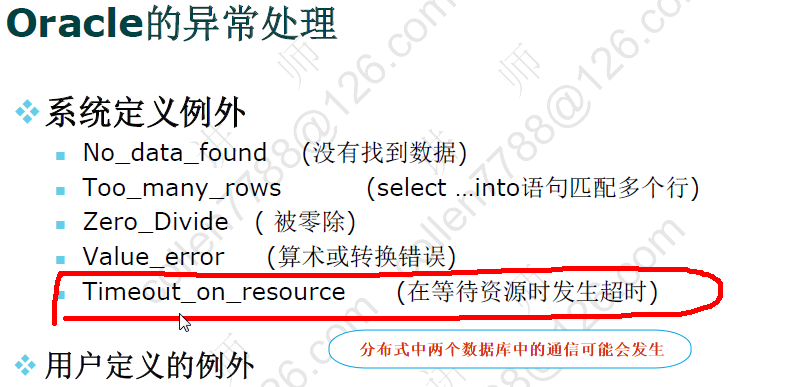 Oracle的异常处理
系统定义例外
No_data_found (没有找到数据)
Too_many_rows (select ...into语句匹配多个行)
Zero_Divide ( 被零除)
Value_error (算术或转换错误)
Timeout_on_resource (在等待资源时发生超时)
分布式中两个数据库中的通信可能会发生
用户定义的例外
讲师
collen7788@126.com
讲师
collen7788@126.com